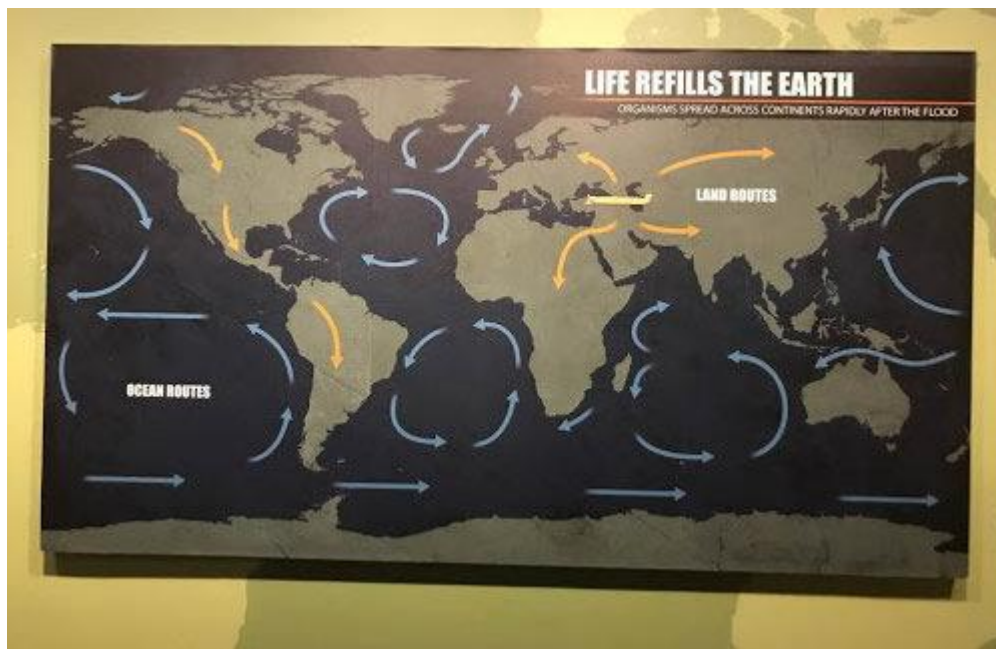 LIFE REFILLS THE EARTH
ORGANISMS SPREAD ACROSS CONTINENTS RAPIDLY AFTER THE FLOOD
LAND ROUTES
OCEAN ROUTES